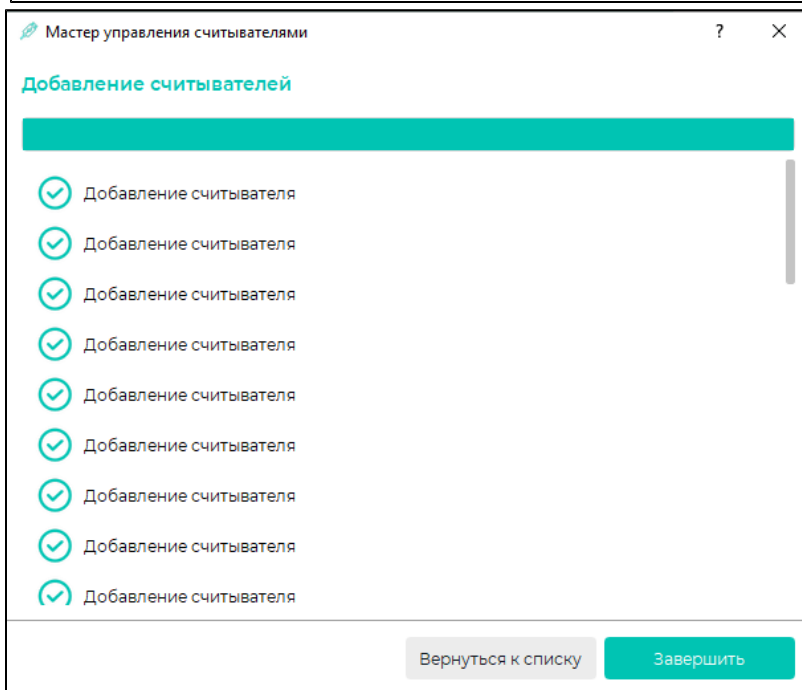 Мастер управления считывателями
?
Добавление считывателей
Добавление считывателя
Добавление считывателя
Добавление считывателя
Добавление считывателя
Добавление считывателя
Добавление считывателя
Добавление считывателя
Добавление считывателя
Добавление считывателя
Вернуться к списку
Завершить